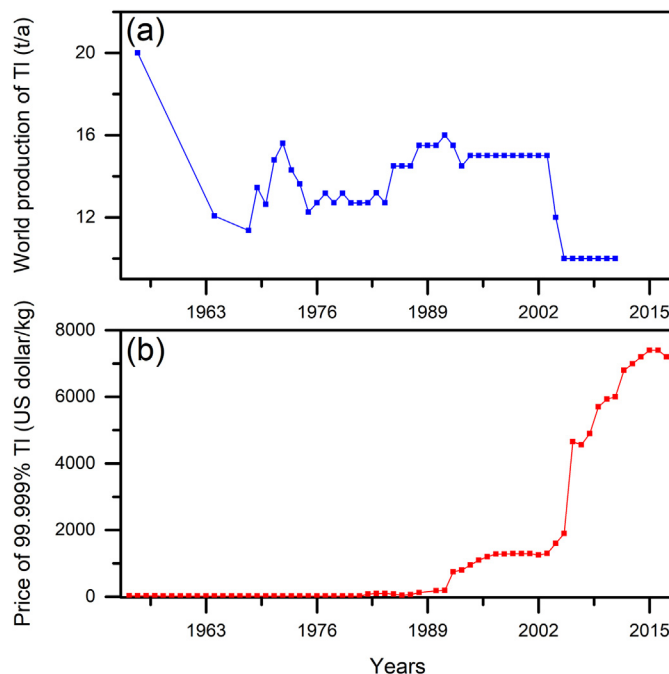 (a)
World production of Tl (t/a)
20
16
12
1963 1976 1989 2002 2015
(b)
Price of 99.999% Tl (US dollar/kg)
8000
6000
4000
2000
0
1963 1976 1989 2002 2015
Years